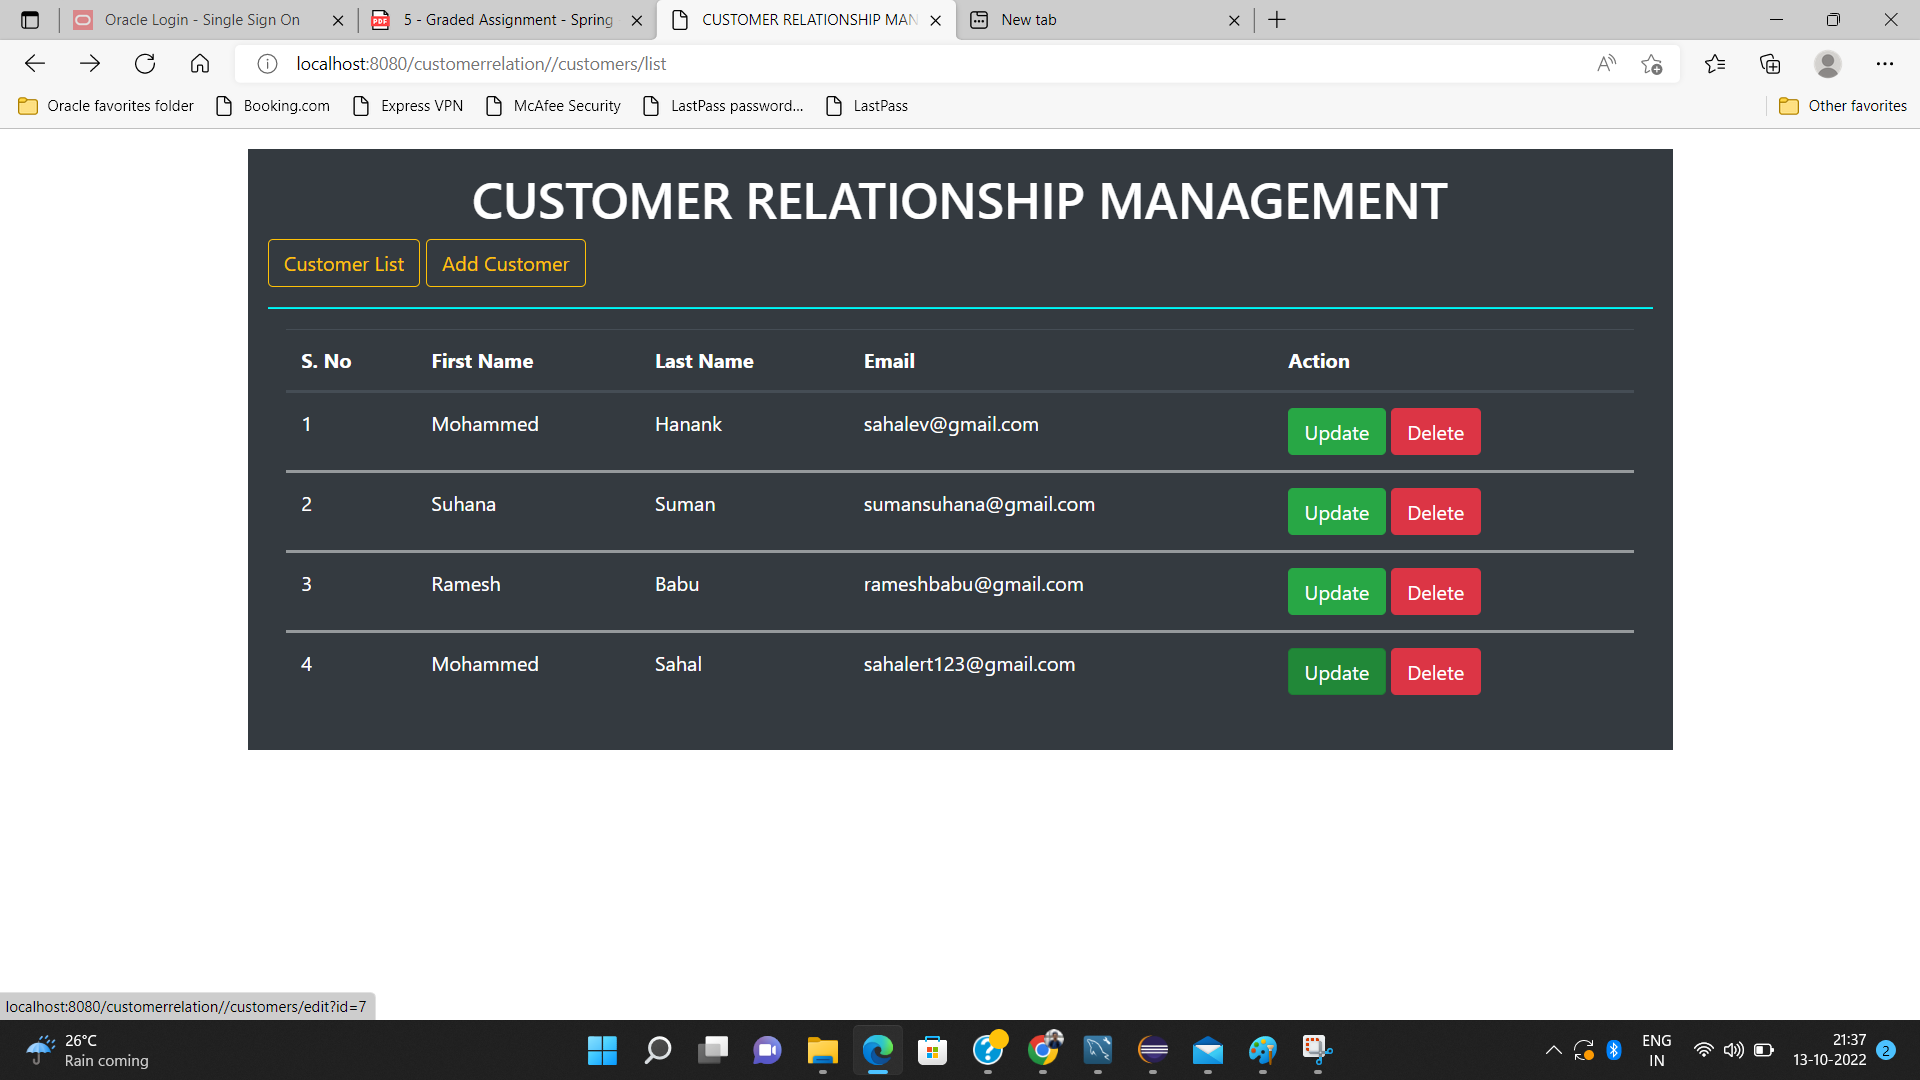 Oracle Login - Single Sign On
5 - Graded Assignment - Spring
CUSTOMER RELATIONSHIP MAN
New tab
localhost:8080/customerrelation//customers/list
Oracle favorites folder
Booking.com
Express VPN
McAfee Security
LastPass password...
LastPass
Other favorites
CUSTOMER RELATIONSHIP MANAGEMENT
Customer List Add Customer
S. No First Name Last Name Email Action
1 Mohammed Hanank sahalev@gmail.com Update Delete
2 Suhana Suman sumansuhana@gmail.com Update Delete
3 Ramesh Babu rameshbabu@gmail.com Update Delete
4 Mohammed Sahal sahalert123@gmail.com Update Delete
localhost:8080/customerrelation//customers/edit?id=7
26°C
Rain coming
ENG
IN
21:37
13-10-2022
2